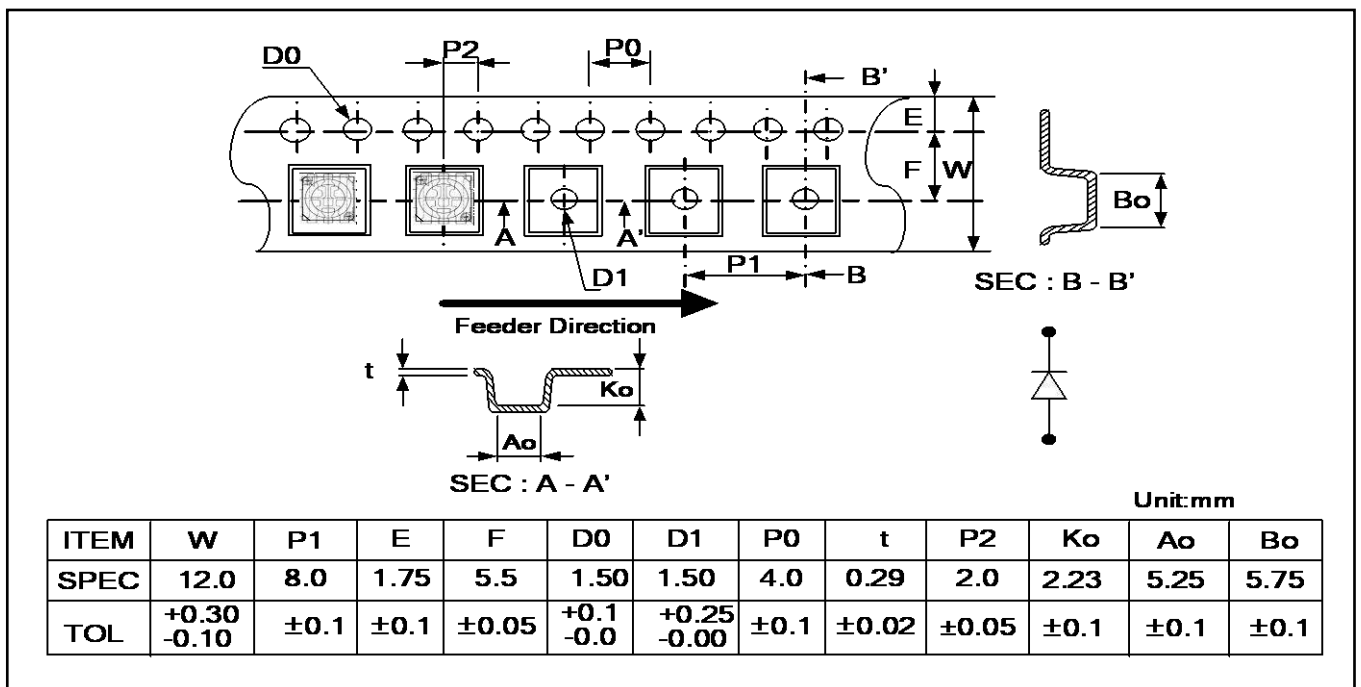 D0
P2
P0
B'
E
F
W
A
A'
D1
P1
B
Bo
SEC : B - B'
Feeder Direction
t
Ko
Ao
SEC : A - A'
Unit:mm
ITEM W P1 E F D0 D1 P0 t P2 Ko Ao Bo
SPEC 12.0 8.0 1.75 5.5 1.50 1.50 4.0 0.29 2.0 2.23 5.25 5.75
TOL +0.30 -0.10 ±0.1 ±0.1 ±0.05 +0.1 -0.0 +0.25 -0.00 ±0.1 ±0.02 ±0.05 ±0.1 ±0.1 ±0.1